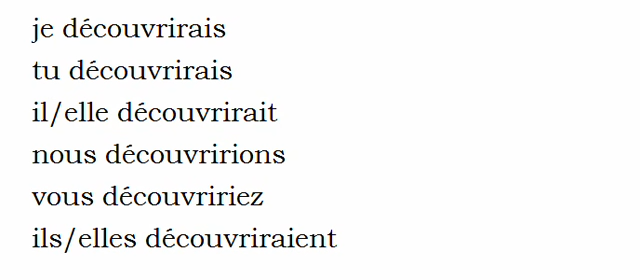 je découvrirais
tu découvrirais
il/elle découvrirait
nous découvririons
vous découvririez
ils/elles découvriraient